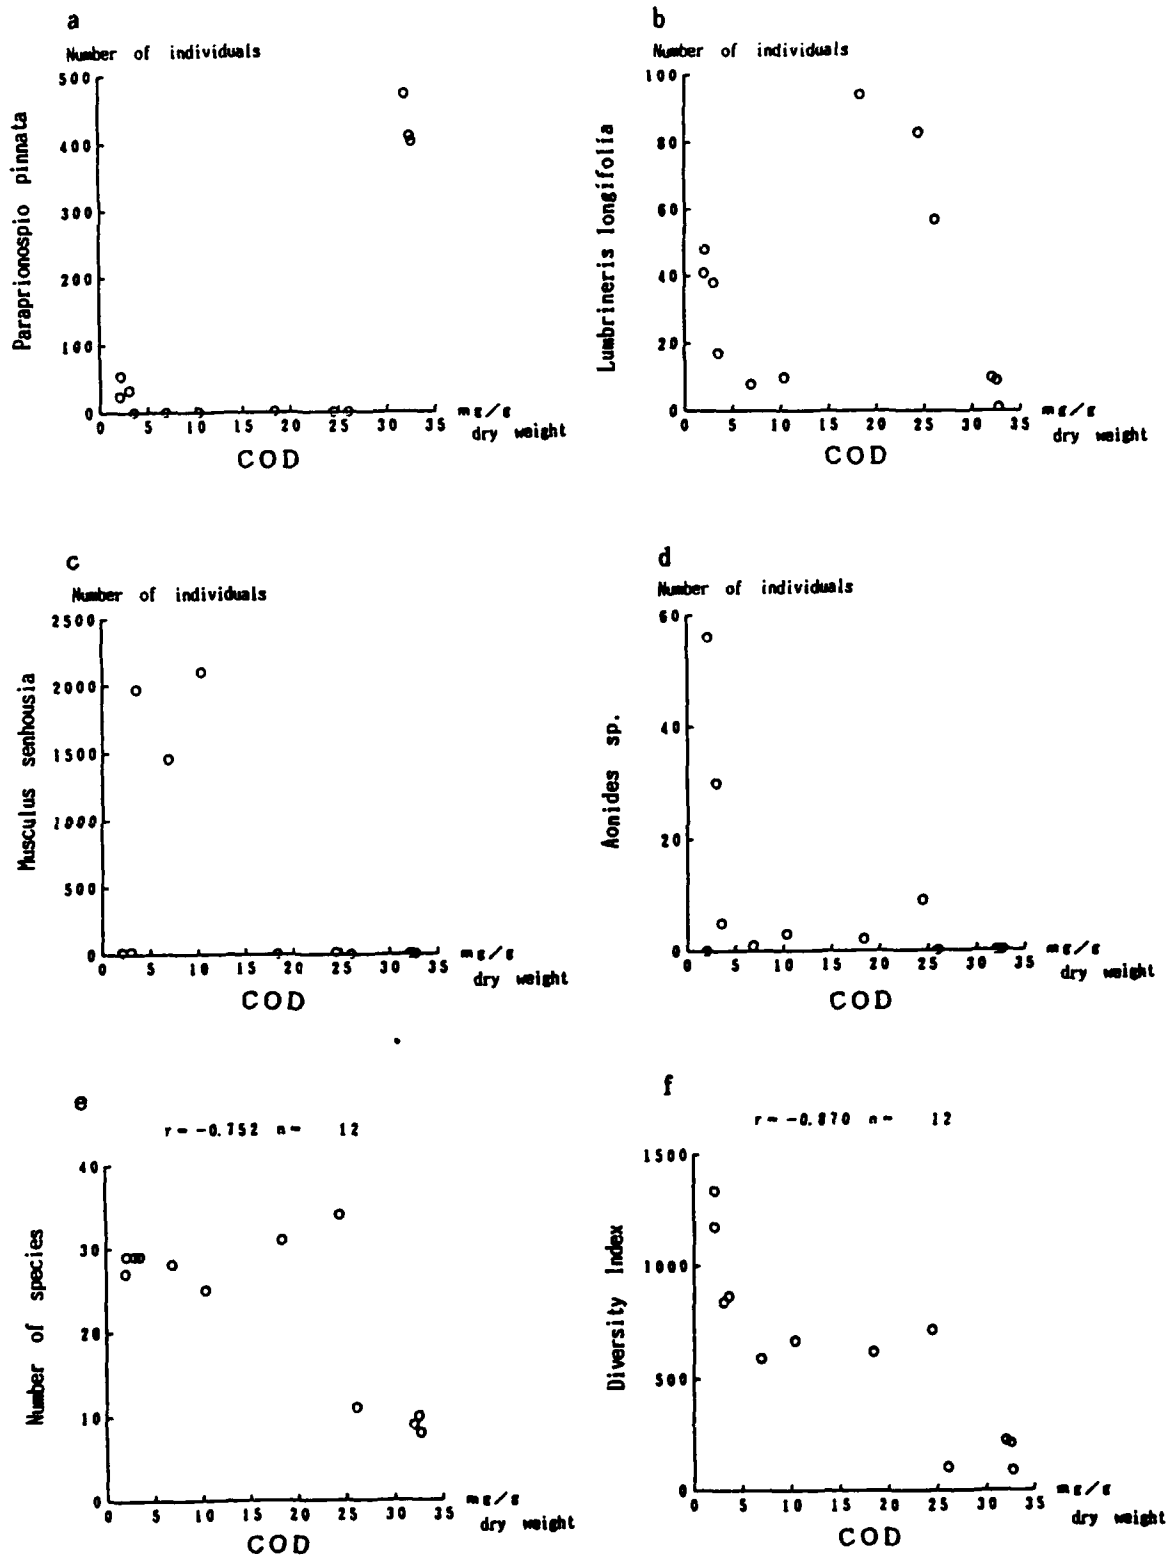 a
Number of individuals
Paraprionospio pinnata
500
400
300
200
100
0
0 5 10 15 20 25 30 35 mg/g
dry weight
COD
b
Number of individuals
Lumbrineris longifolia
100
80
60
40
20
0
0 5 10 15 20 25 30 35 mg/g
dry weight
COD
c
Number of individuals
Musculus senhousia
2500
2000
1500
1000
500
0
0 5 10 15 20 25 30 35 mg/g
dry weight
COD
d
Number of individuals
Aonides sp.
60
40
20
0
0 5 10 15 20 25 30 35 mg/g
dry weight
COD
e
r= -0.752 n= 12
Number of species
40
30
20
10
0
0 5 10 15 20 25 30 35 mg/g
dry weight
COD
f
r= -0.870 n= 12
Diversity Index
1500
1000
500
0
0 5 10 15 20 25 30 35 mg/g
dry weight
COD